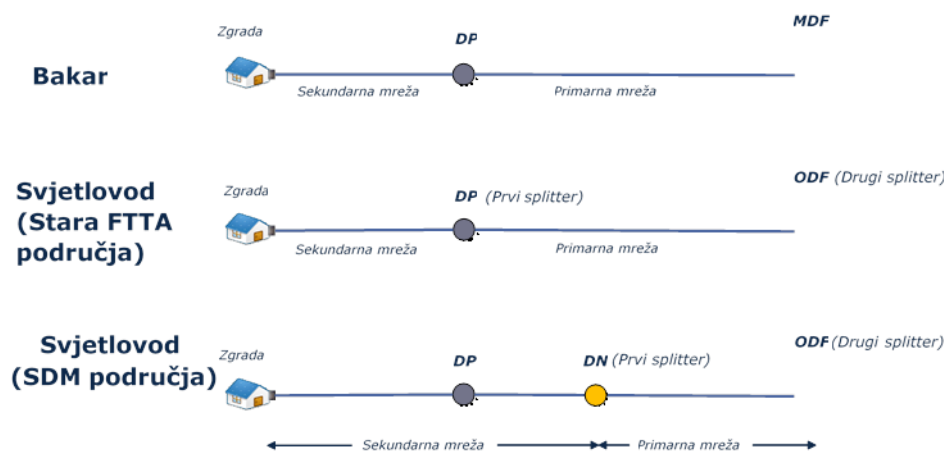 MDF
Zgrada
DP
Bakar
Sekundarna mreža
Primarna mreža
ODF (Drugi splitter)
Svjetlovod
(Stara FTTA
područja)
Zgrada
DP (Prvi splitter)
Sekundarna mreža
Primarna mreža
Svjetlovod
(SDM područja)
Zgrada
DP
DN (Prvi splitter)
ODF (Drugi splitter)
Sekundarna mreža
Primarna mreža